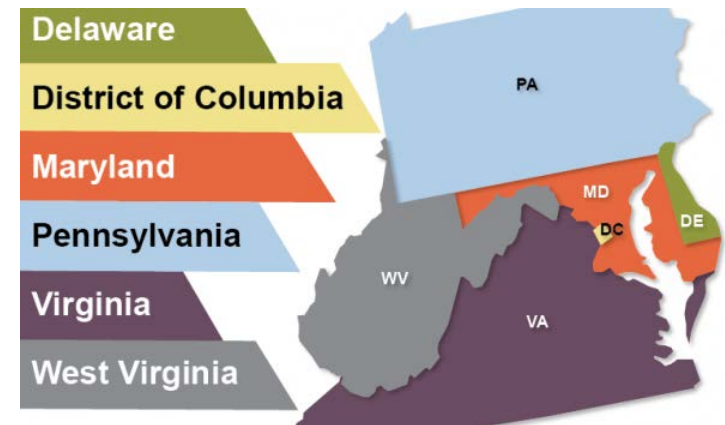 Delaware
District of Columbia
Maryland
Pennsylvania
Virginia
West Virginia
PA
MD
DE
DC
WV
VA